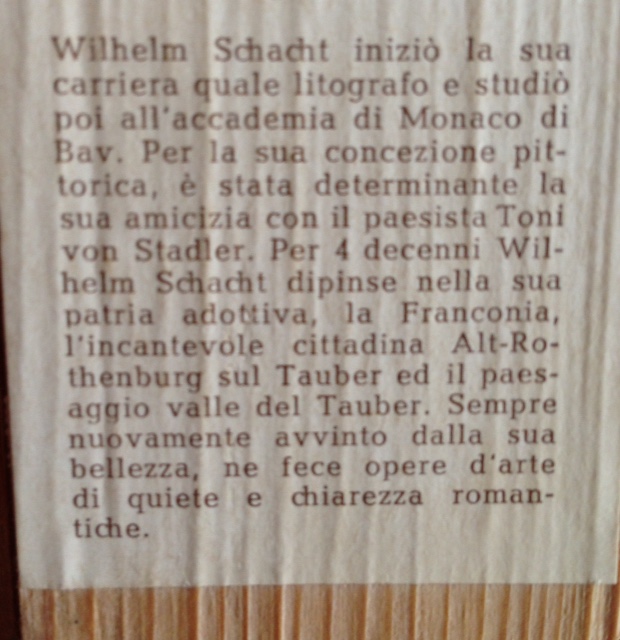 Wilhelm Schacht iniziò la sua
carriera quale litografo e studiò
poi all'accademia di Monaco di
Bav. Per la sua concezione pit-
torica, è stata determinante la
sua amicizia con il paesista Toni
von Stadler. Per 4 decenni Wil-
helm Schacht dipinse nella sua
patria adottiva, la Franconia,
l'incantevole cittadina Alt-Ro-
thenburg sul Tauber ed il paes-
aggio valle del Tauber. Sempre
nuovamente avvinto dalla sua
bellezza, ne fece opere d'arte
di quiete e chiarezza roman-
tiche.